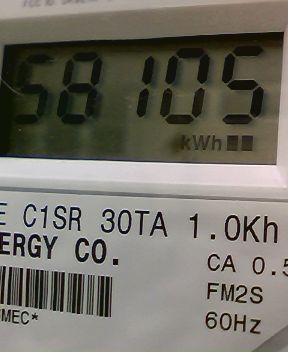 58105
kWh
E C1SR 30TA 1.0Kh
ERGY CO.
CA 0.5
FM2S
MEC*
60Hz